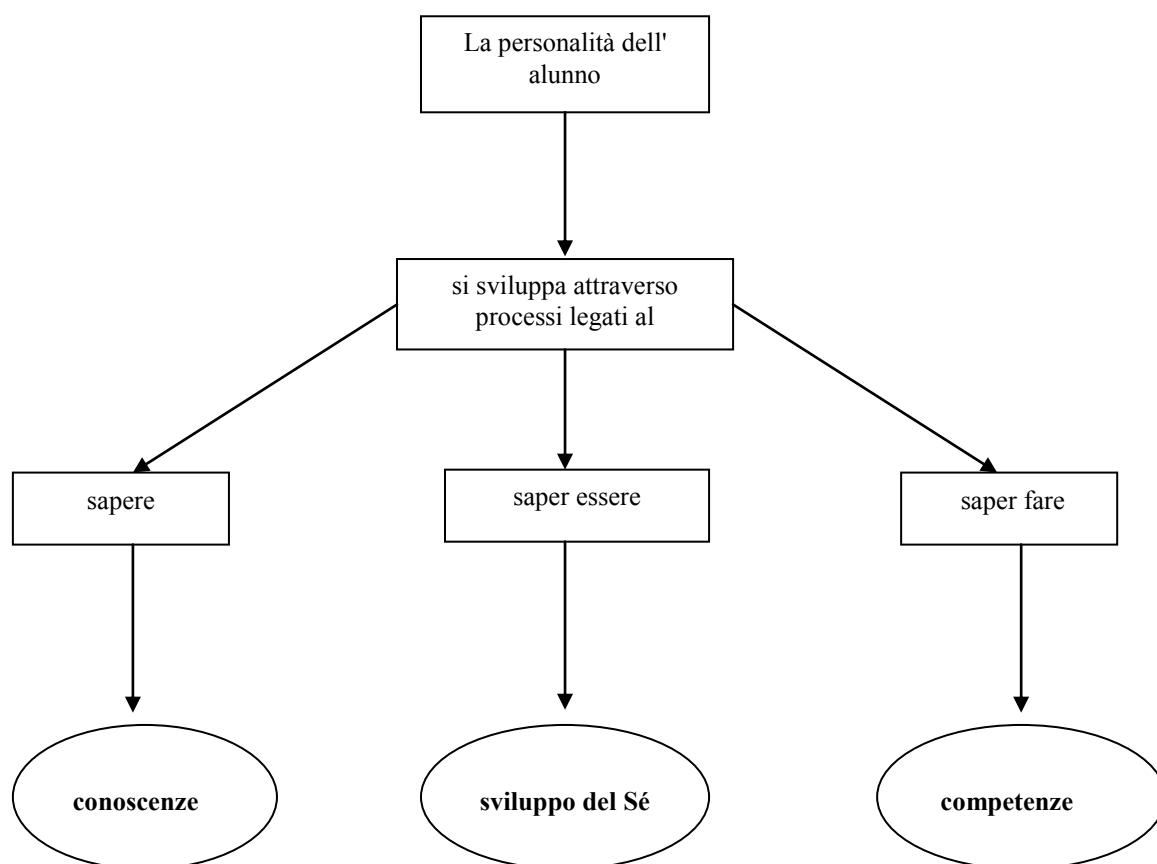 La personalità dell'
alunno
si sviluppa attraverso
processi legati al
sapere
saper essere
saper fare
conoscenze
sviluppo del Sé
competenze